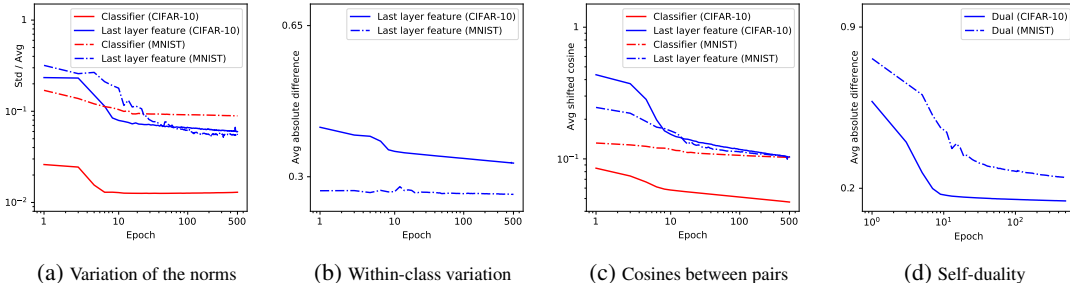 Classifier (CIFAR-10)
Last layer feature (CIFAR-10)
Classifier (MNIST)
Last layer feature (MNIST)
Std / Avg
1
10⁻¹
10⁻²
1
10
100
500
Epoch
(a) Variation of the norms
Last layer feature (CIFAR-10)
Last layer feature (MNIST)
Avg absolute difference
0.65
0.3
1
10
100
500
Epoch
(b) Within-class variation
Classifier (CIFAR-10)
Last layer feature (CIFAR-10)
Classifier (MNIST)
Last layer feature (MNIST)
Avg shifted cosine
1
10⁻¹
1
10
100
500
Epoch
(c) Cosines between pairs
Dual (CIFAR-10)
Dual (MNIST)
Avg absolute difference
0.9
0.2
10⁰
10¹
10²
Epoch
(d) Self-duality